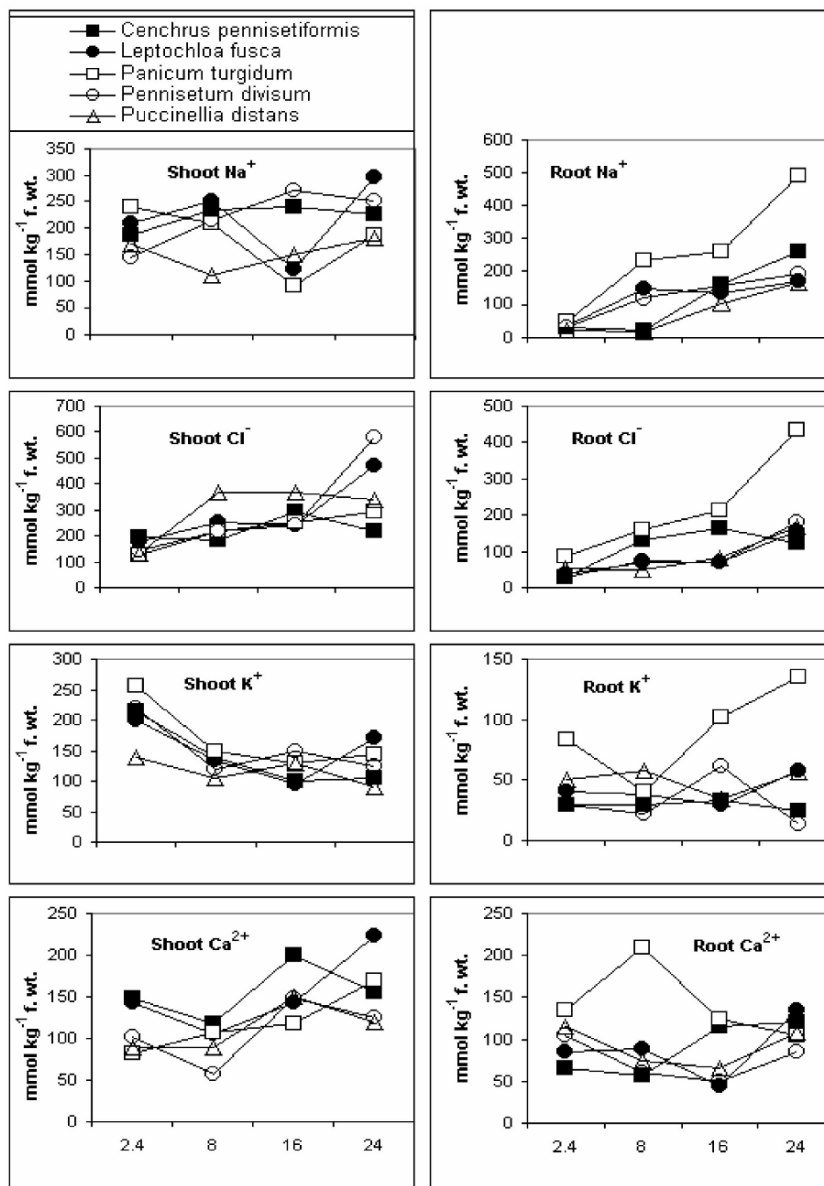 Cenchrus pennisetiformis
Leptochloa fusca
Panicum turgidum
Pennisetum divisum
Puccinellia distans
350
300
250
200
150
100
50
0
mmol kg⁻¹ f. wt.
Shoot Na⁺
600
500
400
300
200
100
0
mmol kg⁻¹ f. wt.
Root Na⁺
700
600
500
400
300
200
100
0
mmol kg⁻¹ f. wt.
Shoot Cl⁻
500
400
300
200
100
0
mmol kg⁻¹ f. wt.
Root Cl⁻
300
250
200
150
100
50
0
mmol kg⁻¹ f. wt.
Shoot K⁺
150
100
50
0
mmol kg⁻¹ f. wt.
Root K⁺
250
200
150
100
50
0
mmol kg⁻¹ f. wt.
Shoot Ca²⁺
2.4 8 16 24
250
200
150
100
50
0
mmol kg⁻¹ f. wt.
Root Ca²⁺
2.4 8 16 24